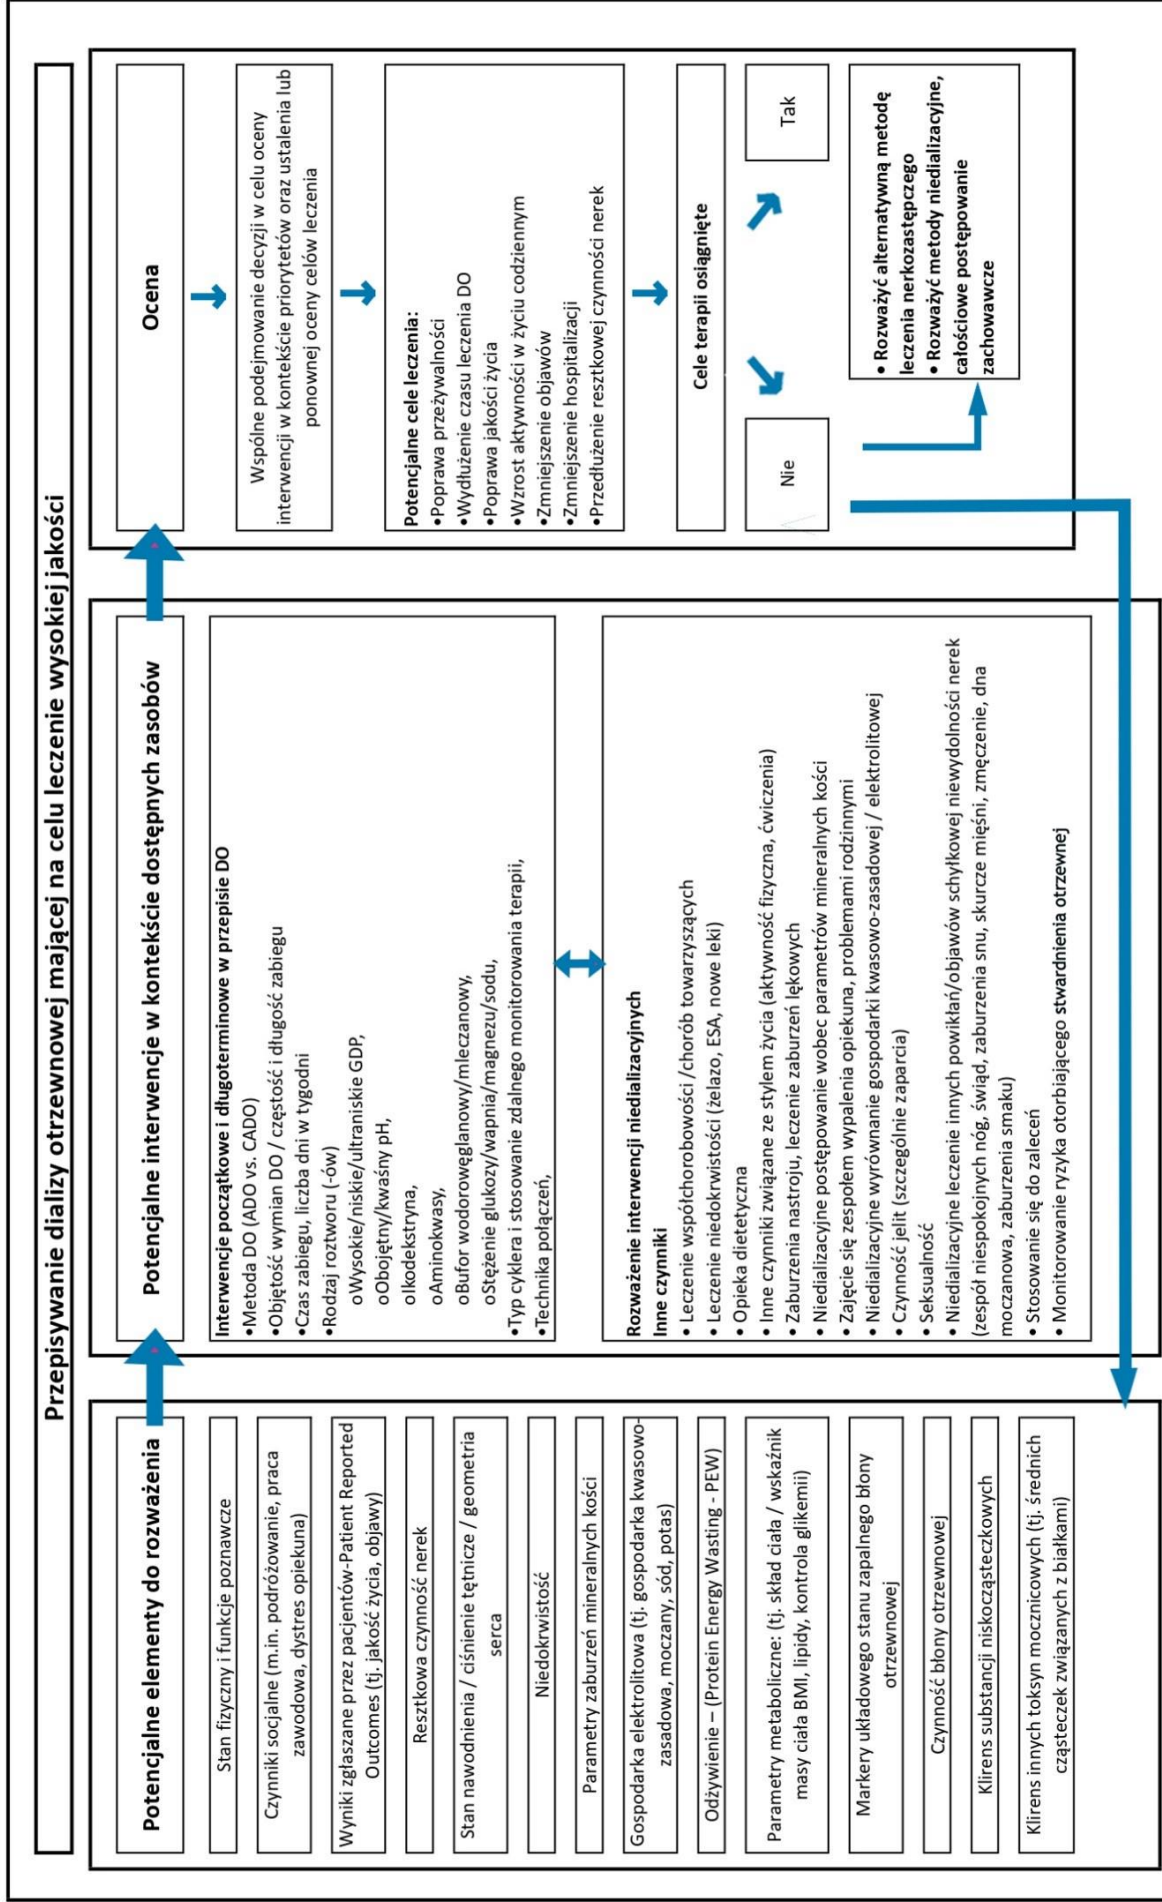 Przepisywanie dializy otrzewnowej mającej na celu leczenie wysokiej jakości
Potencjalne elementy do rozważenia
Stan fizyczny i funkcje poznawcze
Czynniki socjalne (m.in. podróżowanie, praca
zawodowa, dystres opiekuna)
Wyniki zgłaszane przez pacjentów-Patient Reported
Outcomes (tj. jakość życia, objawy)
Resztkowa czynność nerek
Stan nawodnienia / ciśnienie tętnicze / geometria
serca
Niedokrwistość
Parametry zaburzeń mineralnych kości
Gospodarka elektrolitowa (tj. gospodarka kwasowo-
zasadowa, moczany, sód, potas)
Odżywienie – (Protein Energy Wasting - PEW)
Parametry metaboliczne: (tj. skład ciała / wskaźnik
masy ciała BMI, lipidy, kontrola glikemii)
Markery układowego stanu zapalnego błony
otrzewnowej
Czynność błony otrzewnowej
Klirens substancji niskocząsteczkowych
Klirens innych toksyn mocznicowych (tj. średnich
cząsteczek związanych z białkami)
Potencjalne interwencje w kontekście dostępnych zasobów
Interwencje początkowe i długoterminowe w przepisie DO
•Metoda DO (ADO vs. CADO)
•Objętość wymian DO / częstość i długość zabiegu
•Czas zabiegu, liczba dni w tygodni
•Rodzaj roztworu (-ów)
oWysokie/niskie/ultraniskie GDP,
oObojętny/kwaśny pH,
oIkodekstryna,
oAminokwasy,
oBufor wodorowęglanowy/mleczanowy,
oStężenie glukozy/wapnia/magnezu/sodu,
•Typ cyklera i stosowanie zdalnego monitorowania terapii,
•Technika połączeń,
Rozważenie interwencji niedializacyjnych
Inne czynniki
• Leczenie współchorobowości /chorób towarzyszących
• Leczenie niedokrwistości (żelazo, ESA, nowe leki)
• Opieka dietetyczna
• Inne czynniki związane ze stylem życia (aktywność fizyczna, ćwiczenia)
• Zaburzenia nastroju, leczenie zaburzeń lękowych
• Niedializacyjne postępowanie wobec parametrów mineralnych kości
• Zajęcie się zespołem wypalenia opiekuna, problemami rodzinnymi
• Niedializacyjne wyrównanie gospodarki kwasowo-zasadowej / elektrolitowej
• Czynność jelit (szczególnie zaparcia)
• Seksualność
• Niedializacyjne leczenie innych powikłań/objawów schyłkowej niewydolności nerek
(zespół niespokojnych nóg, świąd, zaburzenia snu, skurcze mięśni, zmęczenie, dna
moczanowa, zaburzenia smaku)
• Stosowanie się do zaleceń
• Monitorowanie ryzyka otorbiającego stwardnienia otrzewnej
Ocena
Wspólne podejmowanie decyzji w celu oceny
interwencji w kontekście priorytetów oraz ustalenia lub
ponownej oceny celów leczenia
Potencjalne cele leczenia:
•Poprawa przeżywalności
•Wydłużenie czasu leczenia DO
•Poprawa jakości życia
•Wzrost aktywności w życiu codziennym
•Zmniejszenie objawów
•Zmniejszenie hospitalizacji
•Przedłużenie resztkowej czynności nerek
Cele terapii osiągnięte
Nie
Tak
• Rozważyć alternatywną metodę
leczenia nerkozastępczego
• Rozważyć metody niedializacyjne,
całościowe postępowanie
zachowawcze